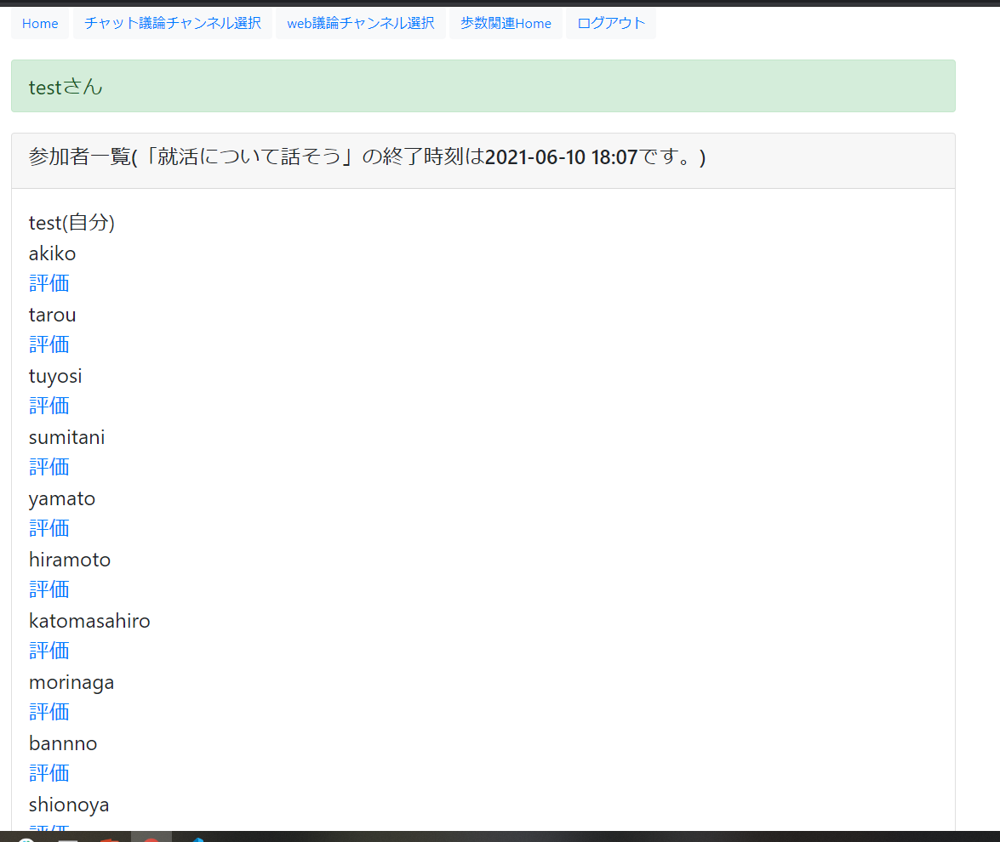 Home チャット議論チャンネル選択 web議論チャンネル選択 歩数関連Home ログアウト
testさん
参加者一覧(「就活について話そう」の終了時刻は2021-06-10 18:07です。)
test(自分)
akiko
評価
tarou
評価
tuyosi
評価
sumitani
評価
yamato
評価
hiramoto
評価
katomasahiro
評価
morinaga
評価
bannno
評価
shionoya